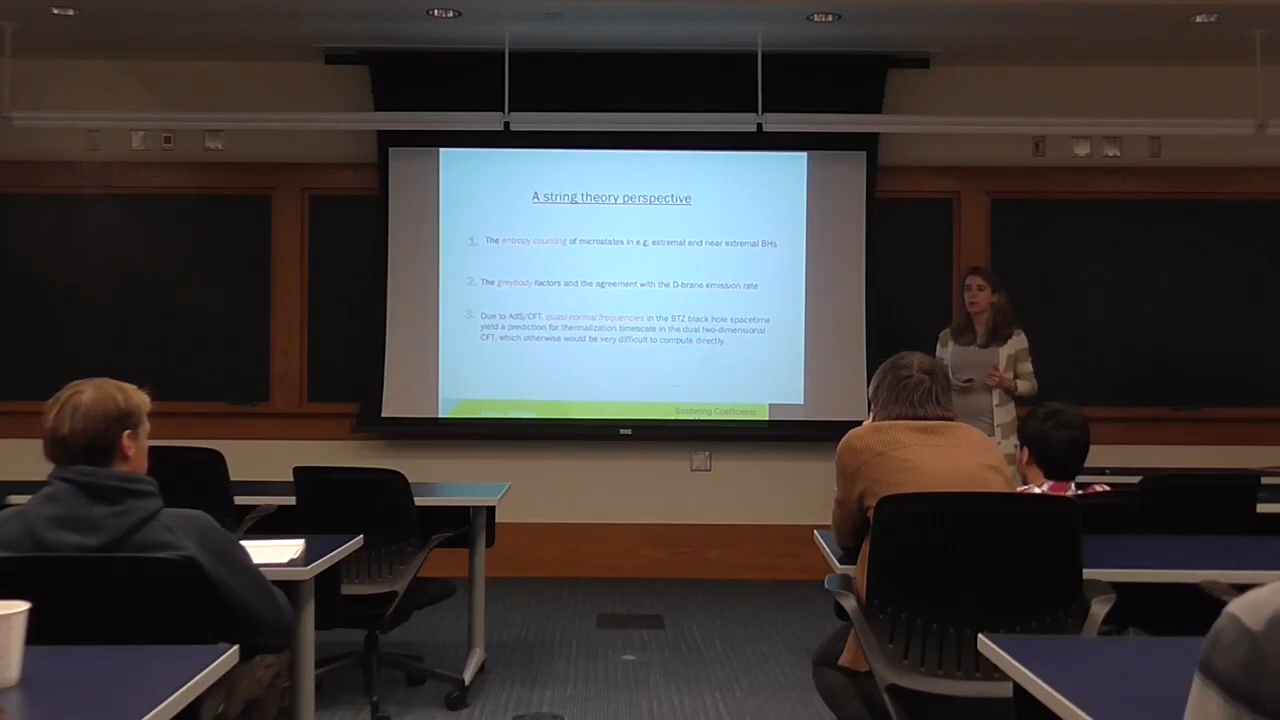 A string theory perspective
1. The entropy counting of microstates in e.g. extremal and near extremal BHs
2. The greybody factors and the agreement with the D-brane emission rate
3. Due to AdS/CFT, quasi-normal frequencies in the BTZ black hole spacetime
yield a prediction for thermalization timescale in the dual two-dimensional
CFT, which otherwise would be very difficult to compute directly.
Scattering Coefficients